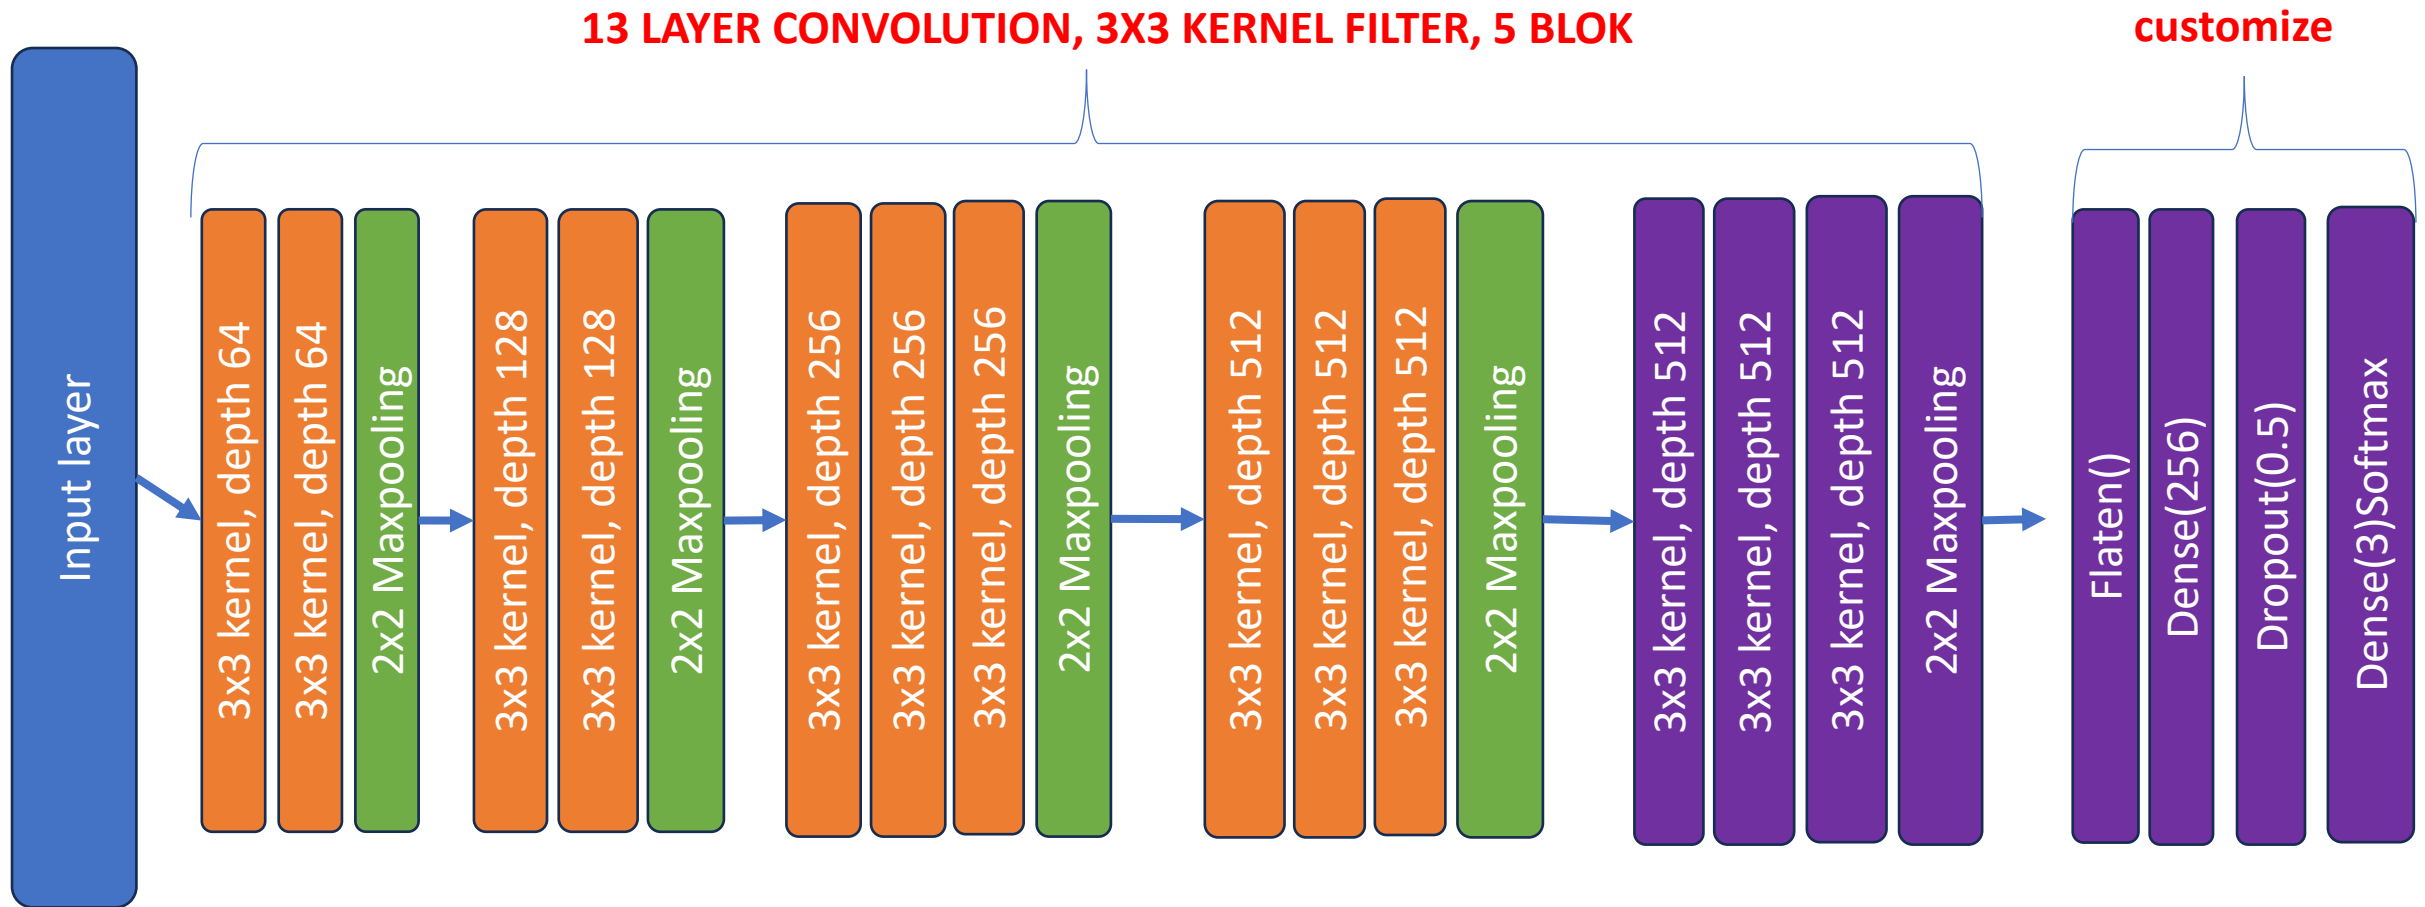 13 LAYER CONVOLUTION, 3X3 KERNEL FILTER, 5 BLOK
customize
Input layer
3x3 kernel, depth 64
3x3 kernel, depth 64
2x2 Maxpooling
3x3 kernel, depth 128
3x3 kernel, depth 128
2x2 Maxpooling
3x3 kernel, depth 256
3x3 kernel, depth 256
3x3 kernel, depth 256
2x2 Maxpooling
3x3 kernel, depth 512
3x3 kernel, depth 512
3x3 kernel, depth 512
2x2 Maxpooling
3x3 kernel, depth 512
3x3 kernel, depth 512
3x3 kernel, depth 512
2x2 Maxpooling
Flaten()
Dense(256)
Dropout(0.5)
Dense(3)Softmax